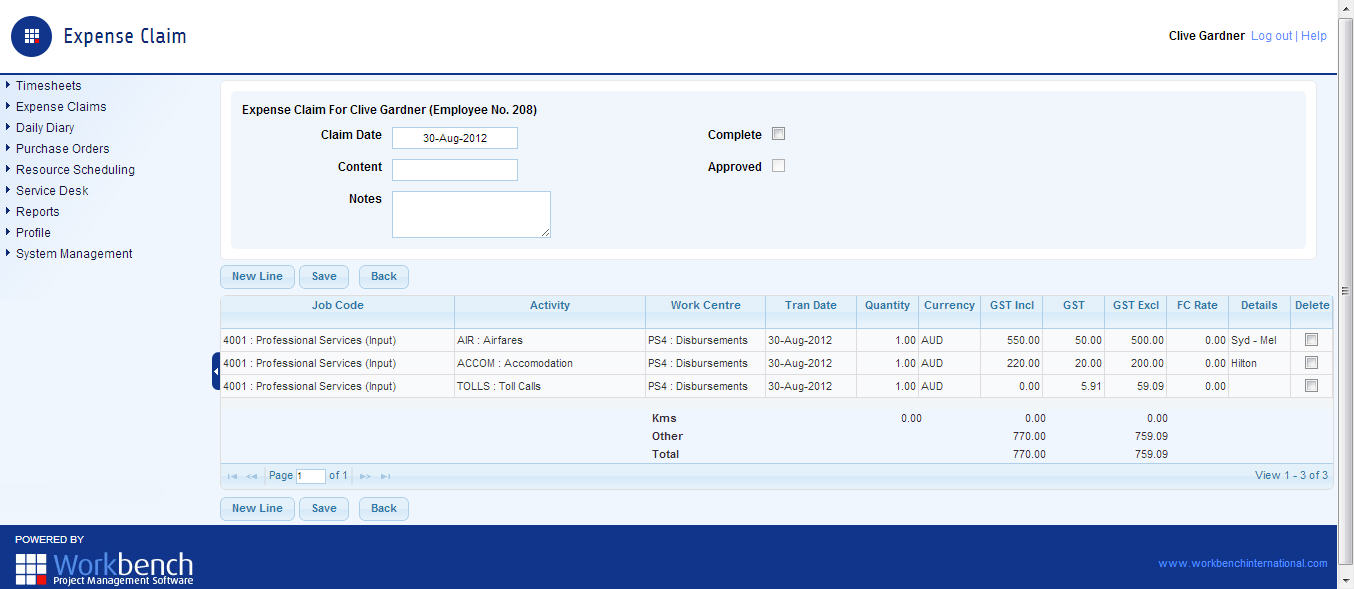 Expense Claim
Clive Gardner Log out | Help
Timesheets
Expense Claims
Daily Diary
Purchase Orders
Resource Scheduling
Service Desk
Reports
Profile
System Management
Expense Claim For Clive Gardner (Employee No. 208)
Claim Date 30-Aug-2012 Complete
Content Approved
Notes
New Line Save Back
Job Code Activity Work Centre Tran Date Quantity Currency GST Incl GST GST Excl FC Rate Details Delete
4001 : Professional Services (Input) AIR : Airfares PS4 : Disbursements 30-Aug-2012 1.00 AUD 550.00 50.00 500.00 0.00 Syd - Mel
4001 : Professional Services (Input) ACCOM : Accomodation PS4 : Disbursements 30-Aug-2012 1.00 AUD 220.00 20.00 200.00 0.00 Hilton
4001 : Professional Services (Input) TOLLS : Toll Calls PS4 : Disbursements 30-Aug-2012 1.00 AUD 0.00 5.91 59.09 0.00
Kms 0.00 0.00 0.00
Other 770.00 759.09
Total 770.00 759.09
Page 1 of 1 View 1 - 3 of 3
New Line Save Back
POWERED BY
Workbench
Project Management Software
www.workbenchinternational.com